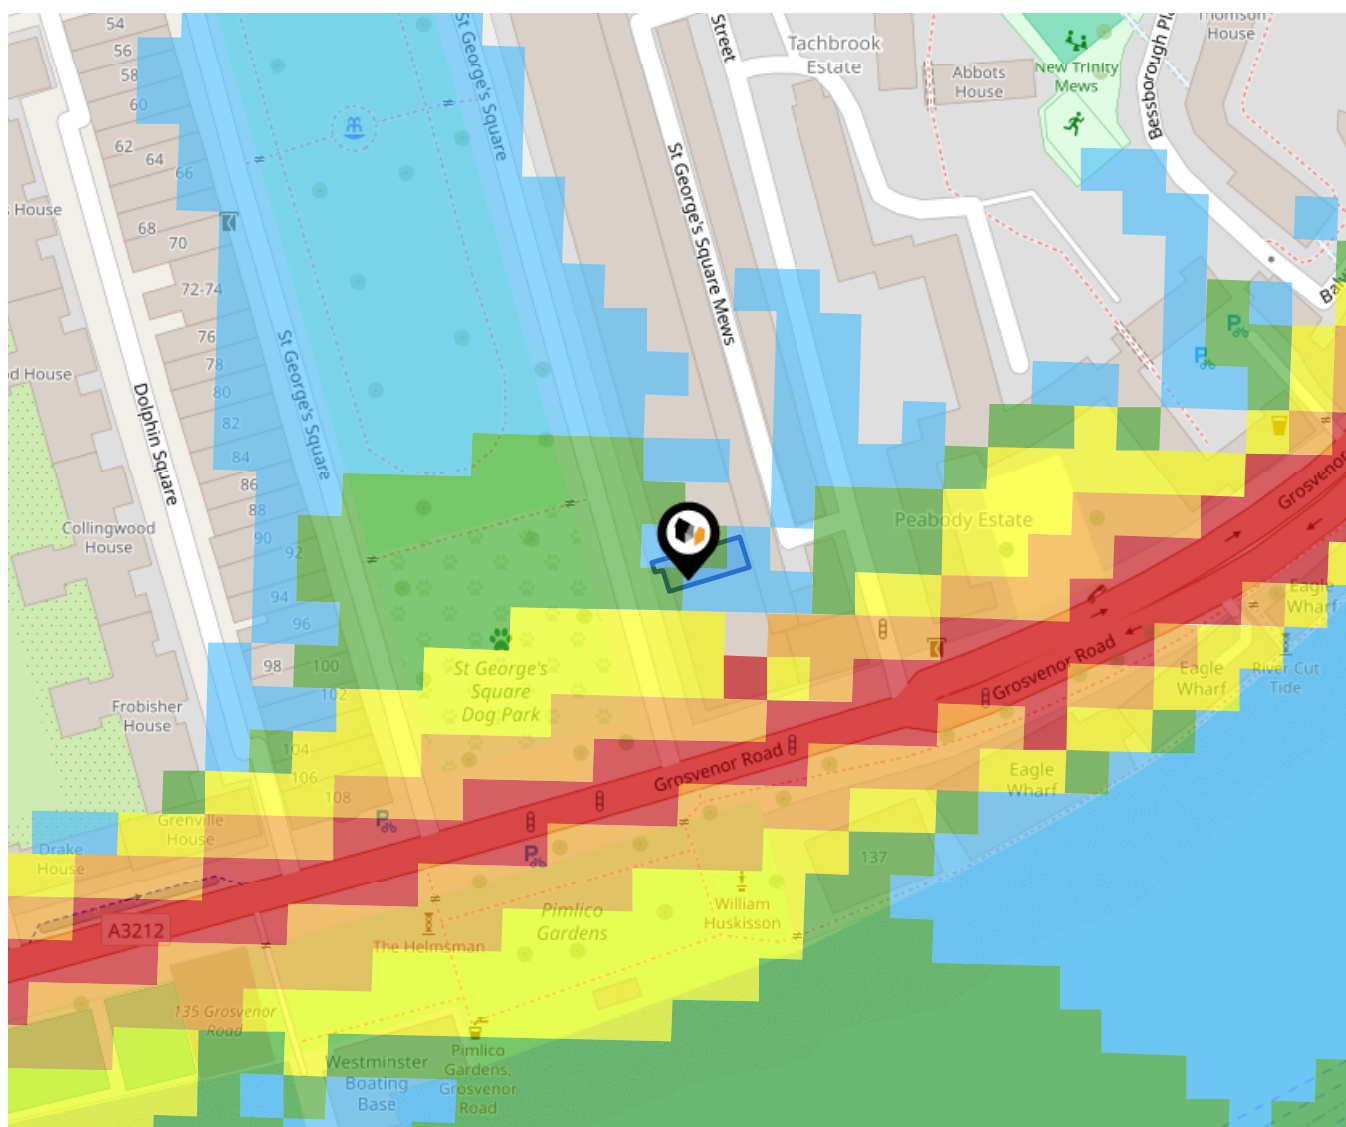 54
56
58
60
62
64
66
68
70
72-74
76
78
80
82
84
86
88
90
92
94
96
98
100
102
104
106
108
St George's Square
St George's Square
Street
Tachbrook
Estate
Abbots
House
New Trinity
Mews
Thomson
House
St George's Square Mews
House
House
Dolphin Square
Collingwood
House
Frobisher
House
Grenville
House
Drake
House
Peabody Estate
St George's
Square
Dog Park
Grosvenor Road
Grosvenor Road
Grosvenor
Eagle
Wharf
Eagle
Wharf
Eagle
Wharf
River Cut
Tide
137
William
Huskisson
Pimlico
Gardens
The Helmsman
A3212
135 Grosvenor
Road
Westminster
Boating
Base
Pimlico
Gardens,
Grosvenor
Road